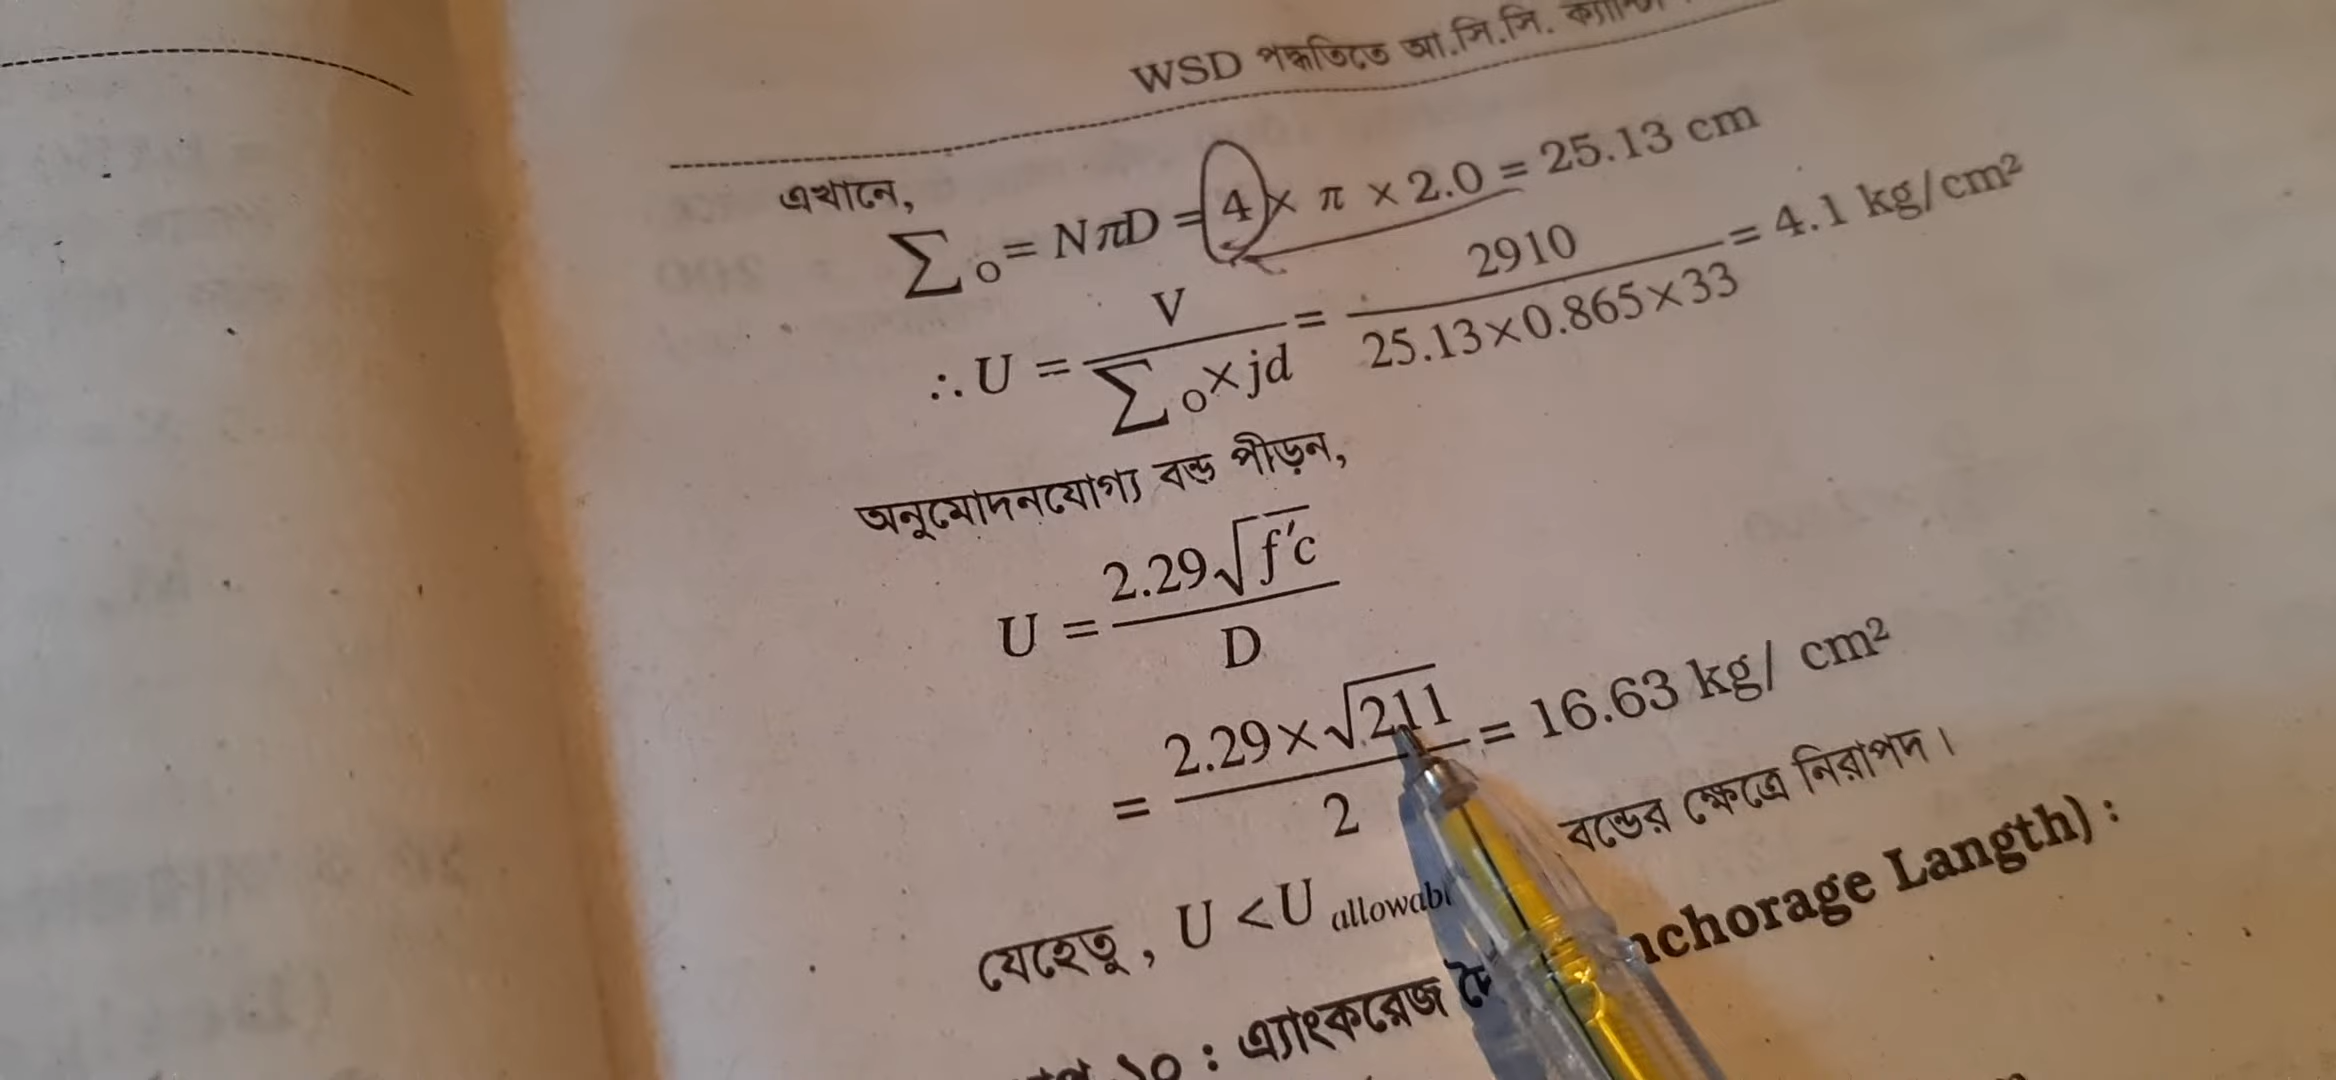 WSD পদ্ধতিতে আ.সি.সি.
এখানে,
∑o = NπD = 4 × π × 2.0 = 25.13 cm
∴ U = V / ∑o × jd = 2910 / 25.13×0.865×33 = 4.1 kg/cm²
অনুমোদনযোগ্য বন্ড পীড়ন,
U = 2.29√f'c / D
= 2.29×√211 / 2 = 16.63 kg/ cm²
যেহেতু, U < U বন্ডের ক্ষেত্রে নিরাপদ।
১০ : এ্যাংকরেজ Langth) :